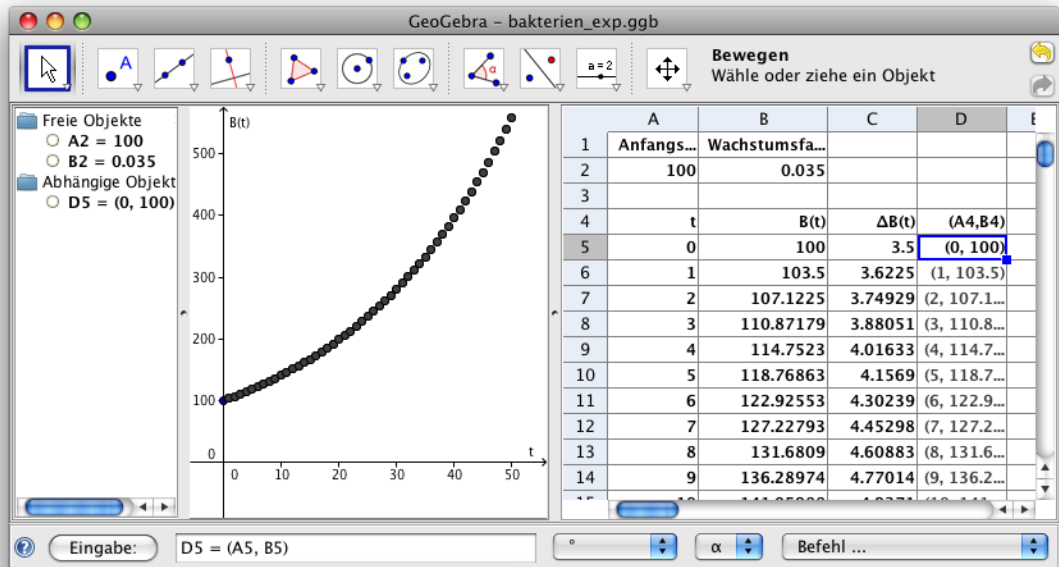 GeoGebra – bakterien_exp.ggb
A
α
a = 2
Bewegen
Wähle oder ziehe ein Objekt
Freie Objekte
A2 = 100
B2 = 0.035
Abhängige Objekt
D5 = (0, 100)
B(t)
500
400
300
200
100
0
0 10 20 30 40 50
t
A B C D E
1 Anfangs... Wachstumsfa...
2 100 0.035
3
4 t B(t) ΔB(t) (A4,B4)
5 0 100 3.5 (0, 100)
6 1 103.5 3.6225 (1, 103.5)
7 2 107.1225 3.74929 (2, 107.1...
8 3 110.87179 3.88051 (3, 110.8...
9 4 114.7523 4.01633 (4, 114.7...
10 5 118.76863 4.1569 (5, 118.7...
11 6 122.92553 4.30239 (6, 122.9...
12 7 127.22793 4.45298 (7, 127.2...
13 8 131.6809 4.60883 (8, 131.6...
14 9 136.28974 4.77014 (9, 136.2...
Eingabe: D5 = (A5, B5) ° α Befehl ...